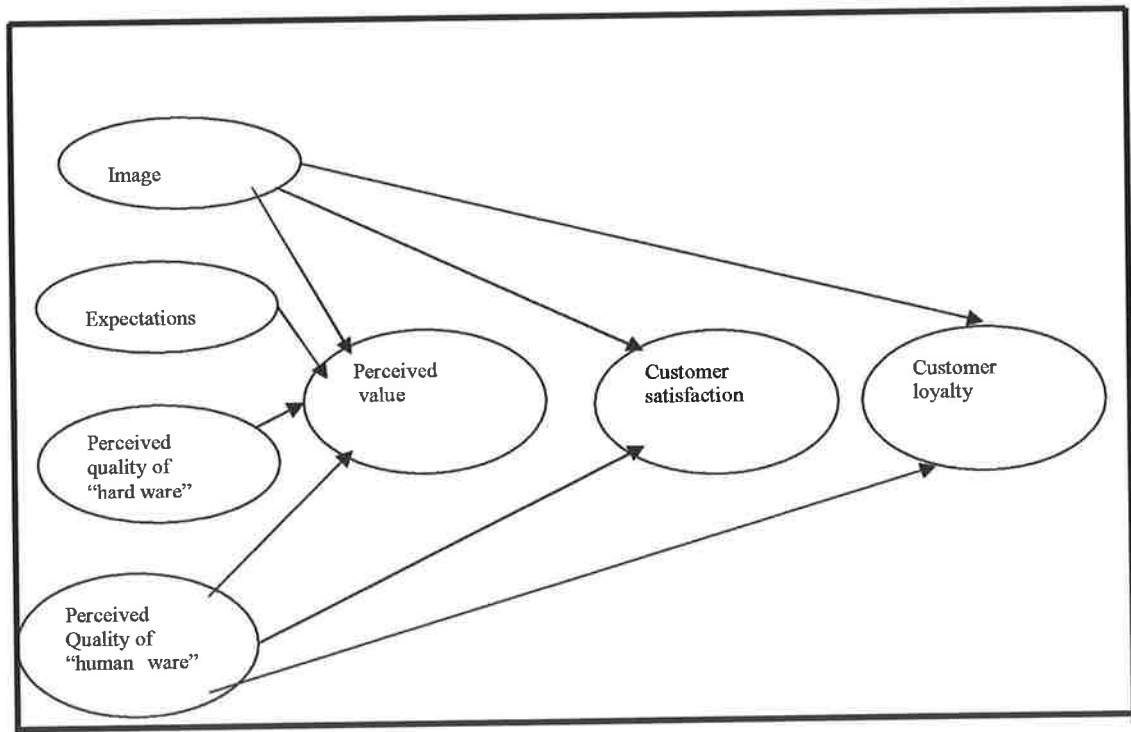 Image
Expectations
Perceived
quality of
“hard ware”
Perceived
Quality of
“human ware”
Perceived
value
Customer
satisfaction
Customer
loyalty